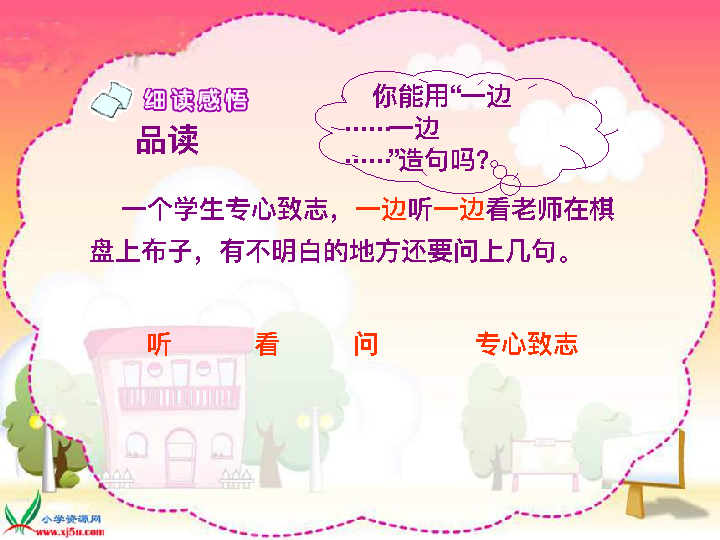 细读感悟
品读
你能用“一边
……一边
……”造句吗？
一个学生专心致志，一边听一边看老师在棋
盘上布子，有不明白的地方还要问上几句。
听 看 问 专心致志
小学资源网
www.xj5u.com